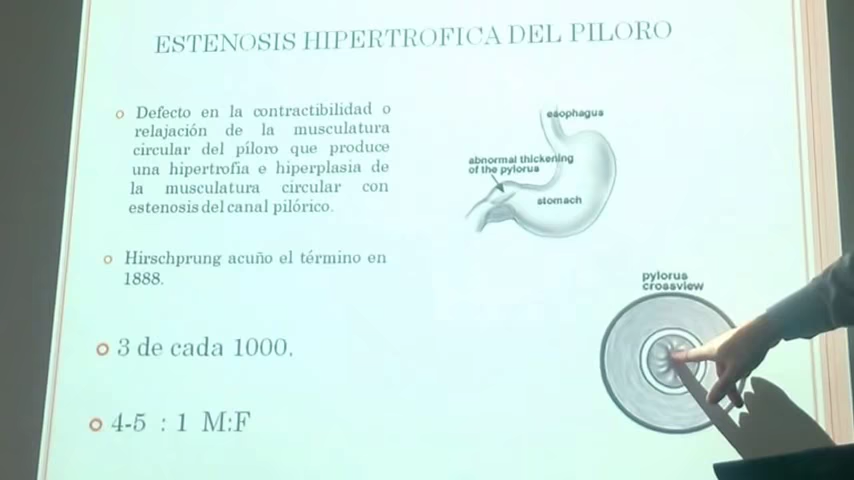 ESTENOSIS HIPERTROFICA DEL PILORO
Defecto en la contractibilidad o
relajación de la musculatura
circular del píloro que produce
una hipertrofia e hiperplasia de
la musculatura circular con
estenosis del canal pilórico.
Hirschprung acuño el término en
1888.
3 de cada 1000.
4-5 : 1 M:F
esophagus
abnormal thickening
of the pylorus
stomach
pylorus
crossview